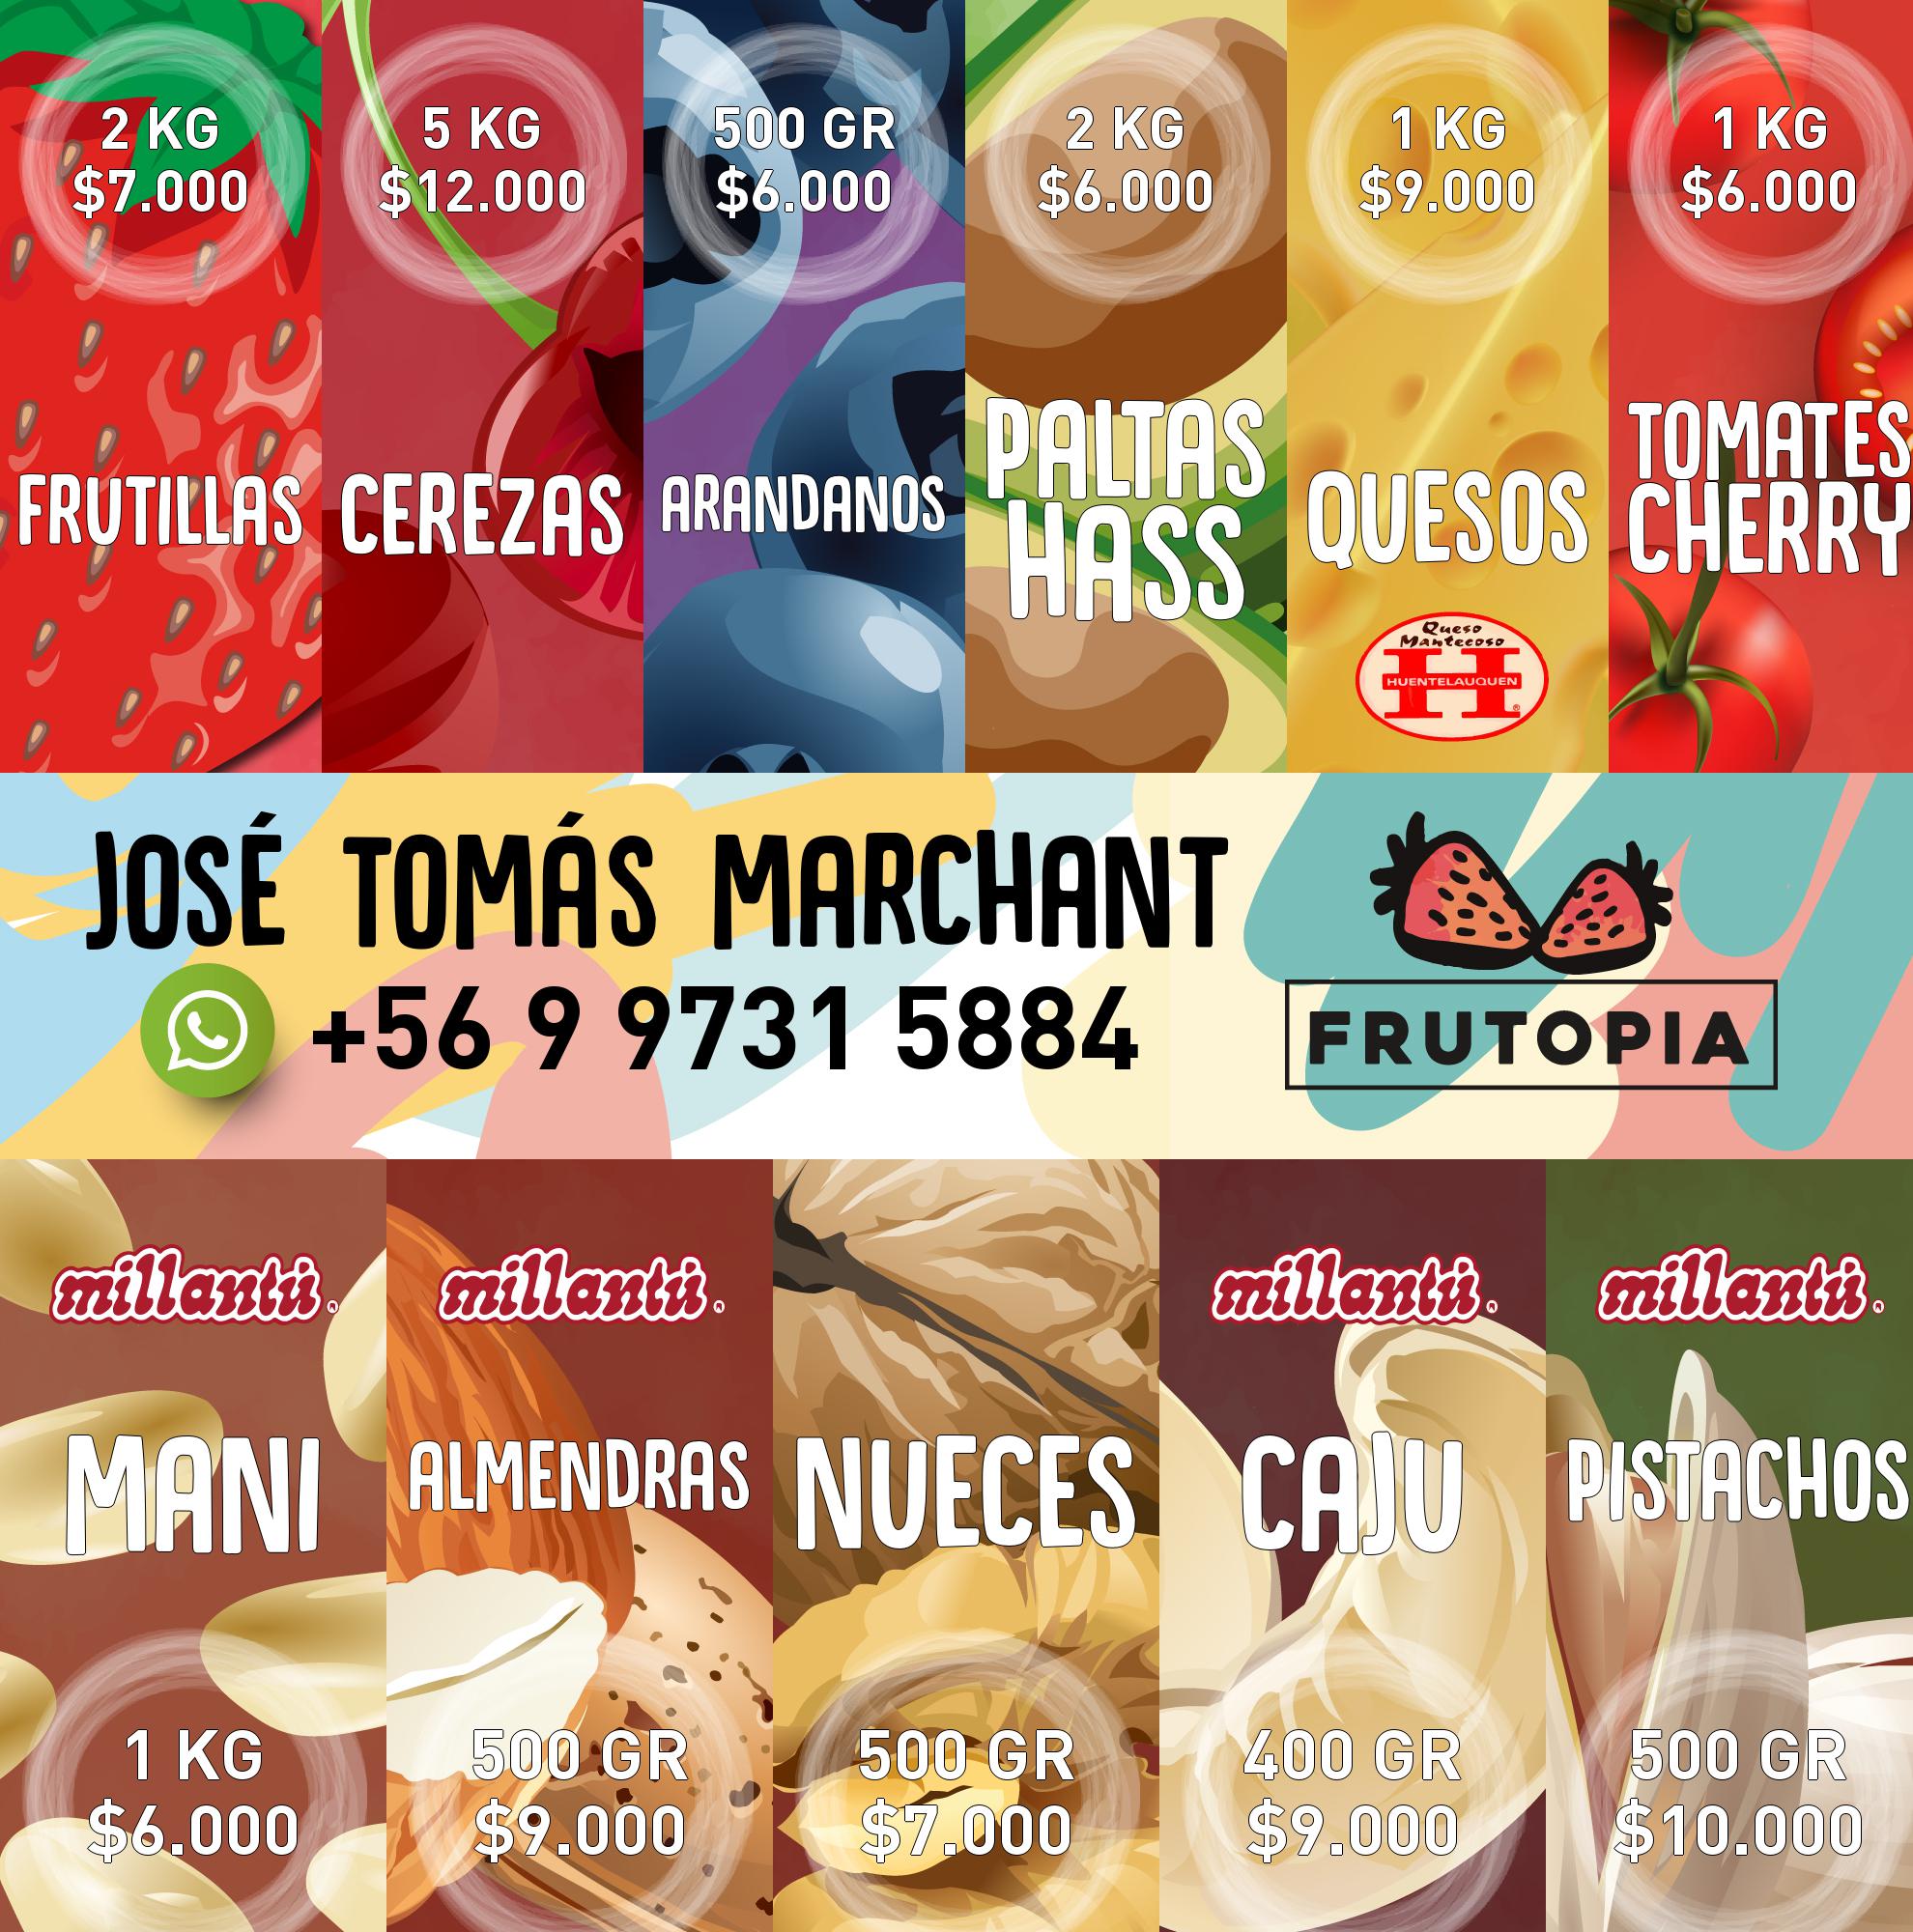 2 KG
$7.000
FRUTILLAS
5 KG
$12.000
CEREZAS
500 GR
$6.000
ARANDANOS
2 KG
$6.000
PALTAS
HASS
1 KG
$9.000
QUESOS
Queso
Mantecoso
H
HUENTELAUQUEN
®
1 KG
$6.000
TOMATES
CHERRY
JOSÉ TOMÁS MARCHANT
+56 9 9731 5884
FRUTOPIA
millantú®
MANI
1 KG
$6.000
millantú®
ALMENDRAS
500 GR
$9.000
NUECES
500 GR
$7.000
millantú®
CAJU
400 GR
$9.000
millantú®
PISTACHOS
500 GR
$10.000